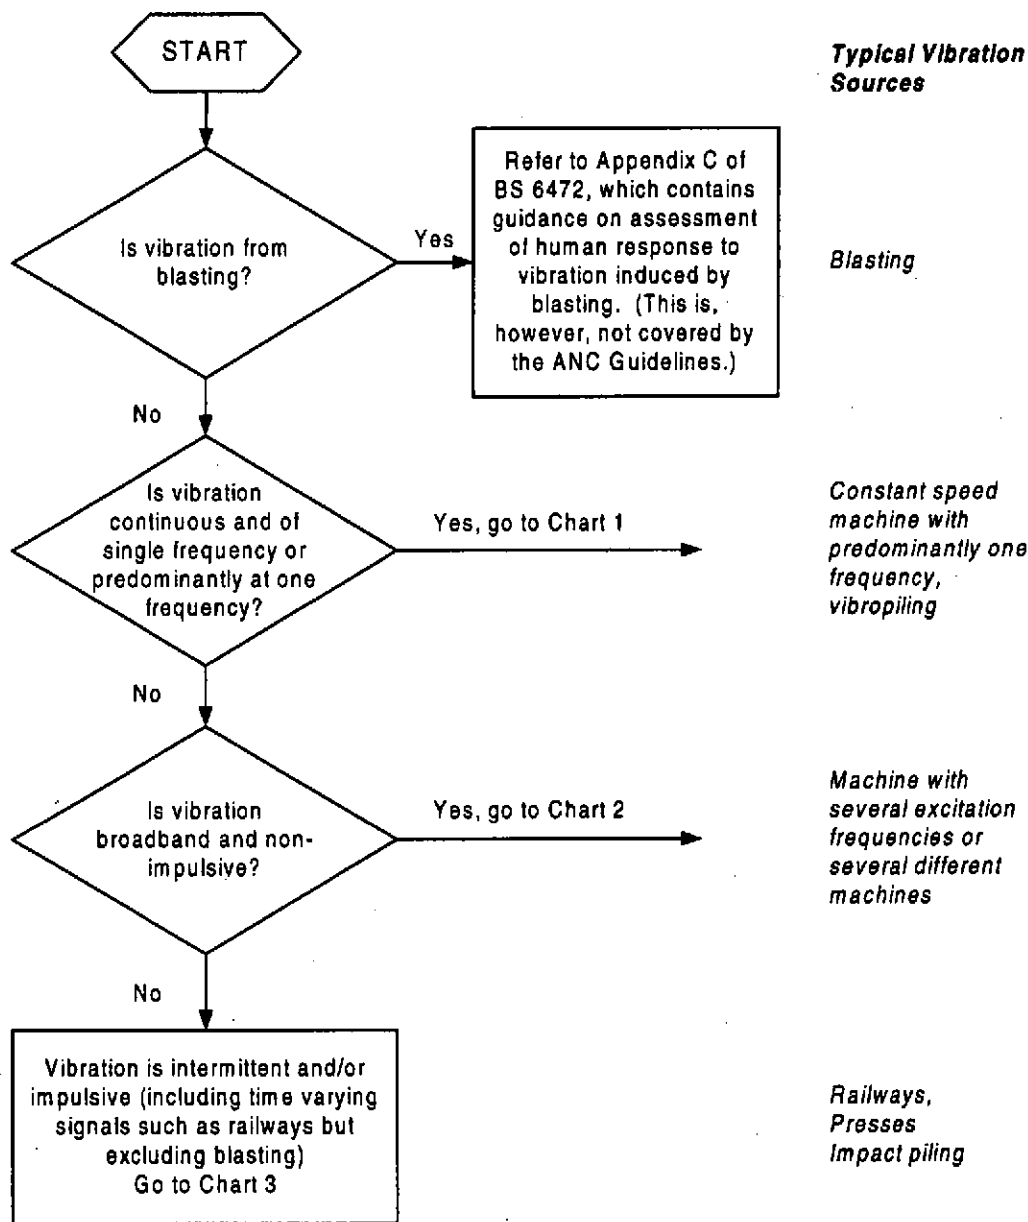 START
Typical Vibration
Sources
Is vibration from
blasting?
Yes
Refer to Appendix C of
BS 6472, which contains
guidance on assessment
of human response to
vibration induced by
blasting. (This is,
however, not covered by
the ANC Guidelines.)
Blasting
No
Is vibration
continuous and of
single frequency or
predominantly at one
frequency?
Yes, go to Chart 1
Constant speed
machine with
predominantly one
frequency,
vibropiling
No
Is vibration
broadband and non-
impulsive?
Yes, go to Chart 2
Machine with
several excitation
frequencies or
several different
machines
No
Vibration is intermittent and/or
impulsive (including time varying
signals such as railways but
excluding blasting)
Go to Chart 3
Railways,
Presses
Impact piling